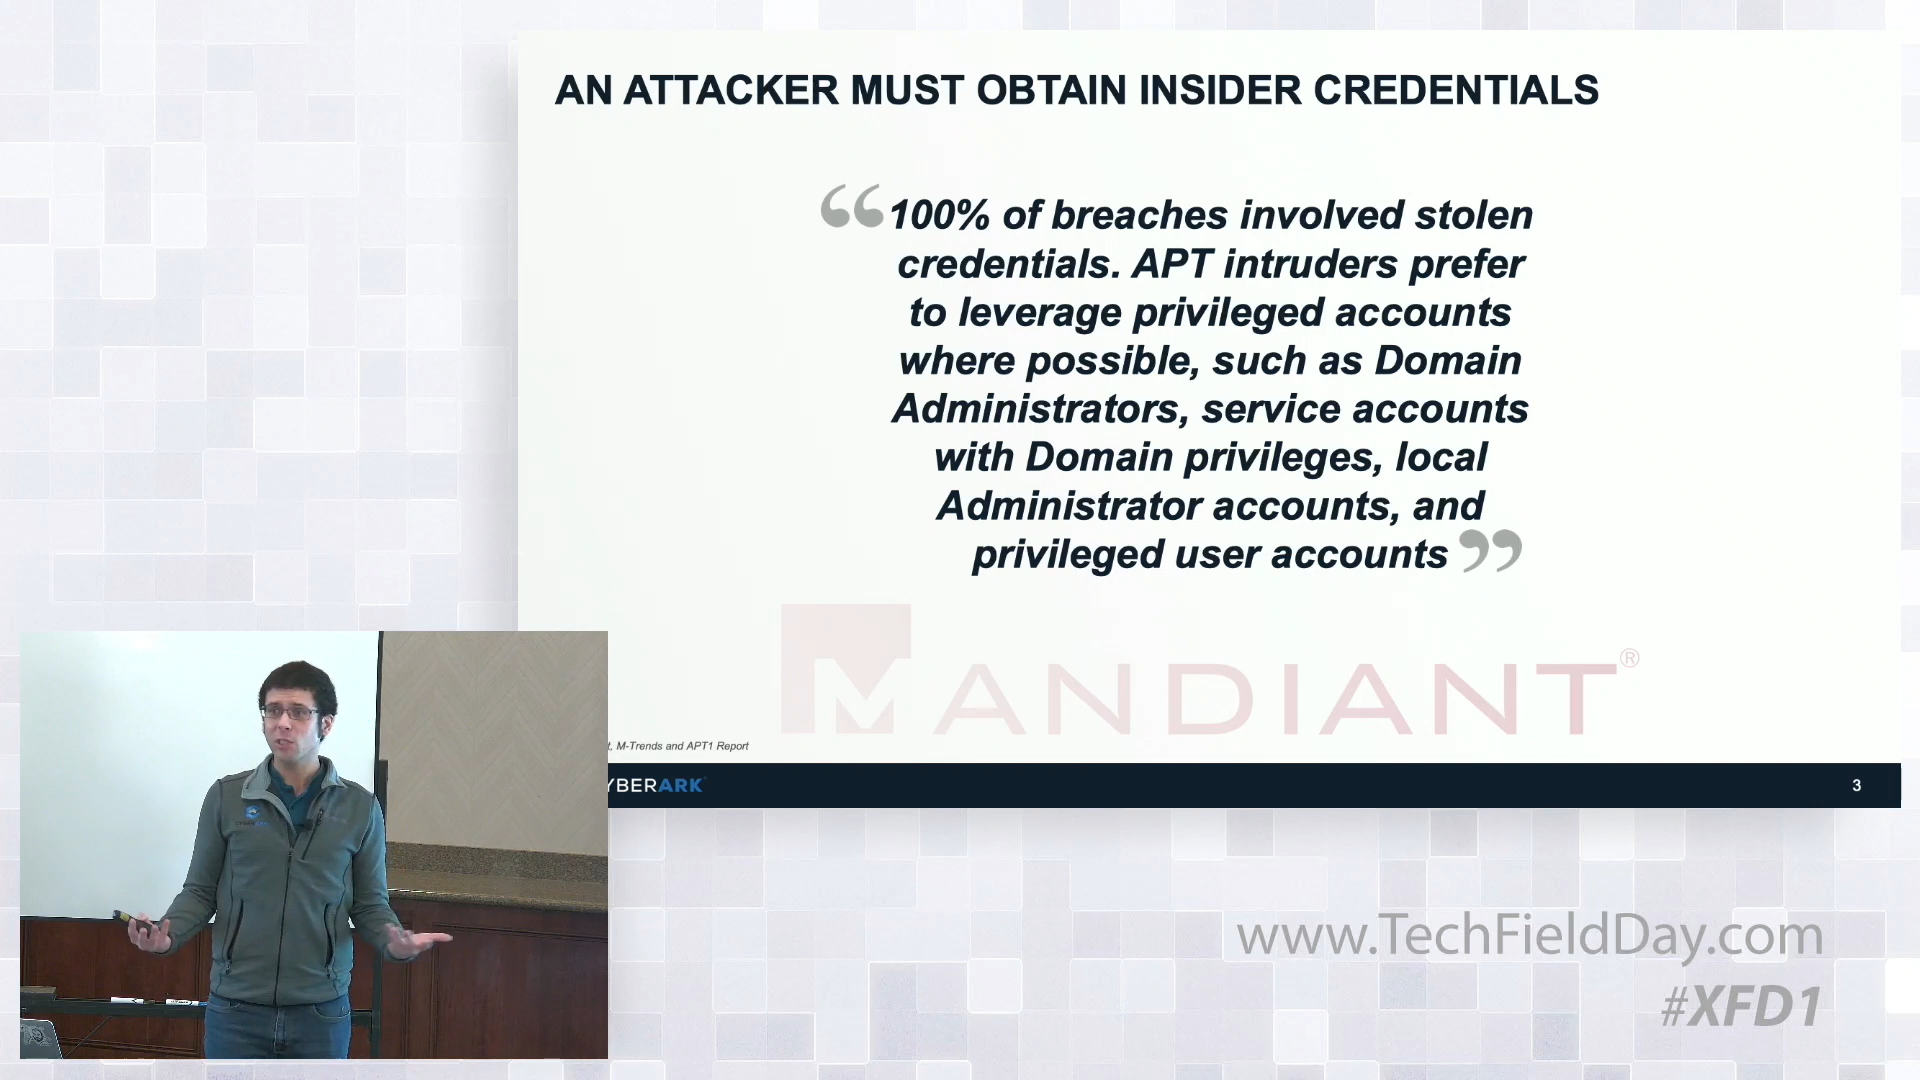 AN ATTACKER MUST OBTAIN INSIDER CREDENTIALS
“100% of breaches involved stolen
credentials. APT intruders prefer
to leverage privileged accounts
where possible, such as Domain
Administrators, service accounts
with Domain privileges, local
Administrator accounts, and
privileged user accounts”
MANDIANT®
, M-Trends and APT1 Report
YBERARK
3
www.TechFieldDay.com
#XFD1